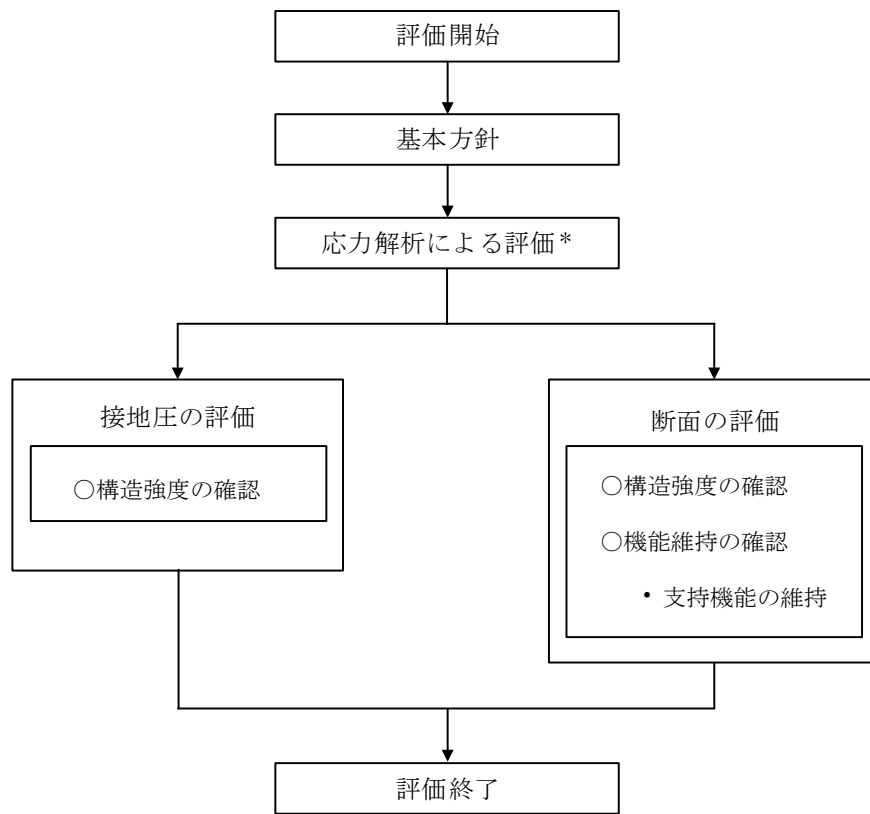 評価開始
基本方針
応力解析による評価*
接地圧の評価
○構造強度の確認
断面の評価
○構造強度の確認
○機能維持の確認
・支持機能の維持
評価終了